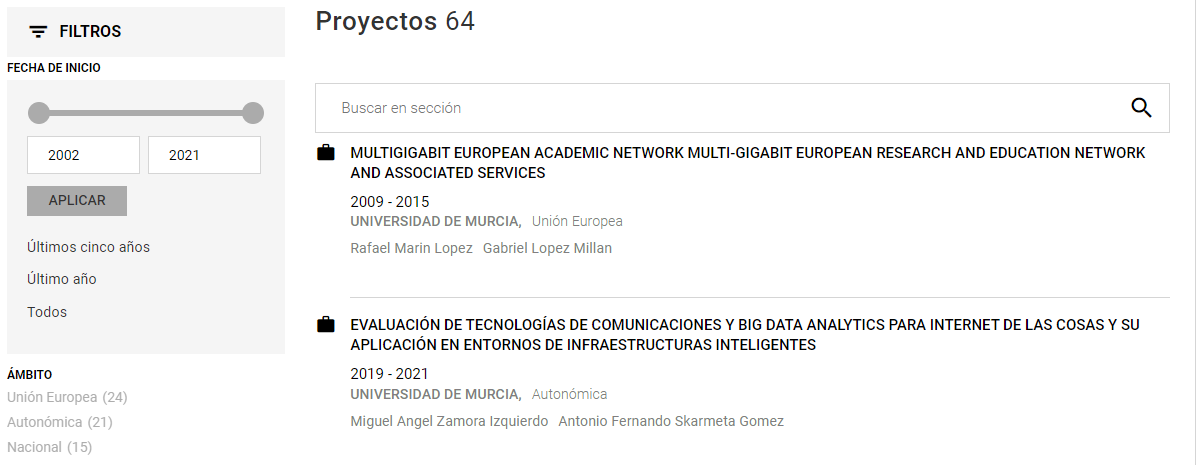 FILTROS
FECHA DE INICIO
2002 2021
APLICAR
Últimos cinco años
Último año
Todos
ÁMBITO
Unión Europea (24)
Autonómica (21)
Nacional (15)
Proyectos 64
Buscar en sección
MULTIGIGABIT EUROPEAN ACADEMIC NETWORK MULTI-GIGABIT EUROPEAN RESEARCH AND EDUCATION NETWORK
AND ASSOCIATED SERVICES
2009 - 2015
UNIVERSIDAD DE MURCIA, Unión Europea
Rafael Marin Lopez Gabriel Lopez Millan
EVALUACIÓN DE TECNOLOGÍAS DE COMUNICACIONES Y BIG DATA ANALYTICS PARA INTERNET DE LAS COSAS Y SU
APLICACIÓN EN ENTORNOS DE INFRAESTRUCTURAS INTELIGENTES
2019 - 2021
UNIVERSIDAD DE MURCIA, Autonómica
Miguel Angel Zamora Izquierdo Antonio Fernando Skarmeta Gomez